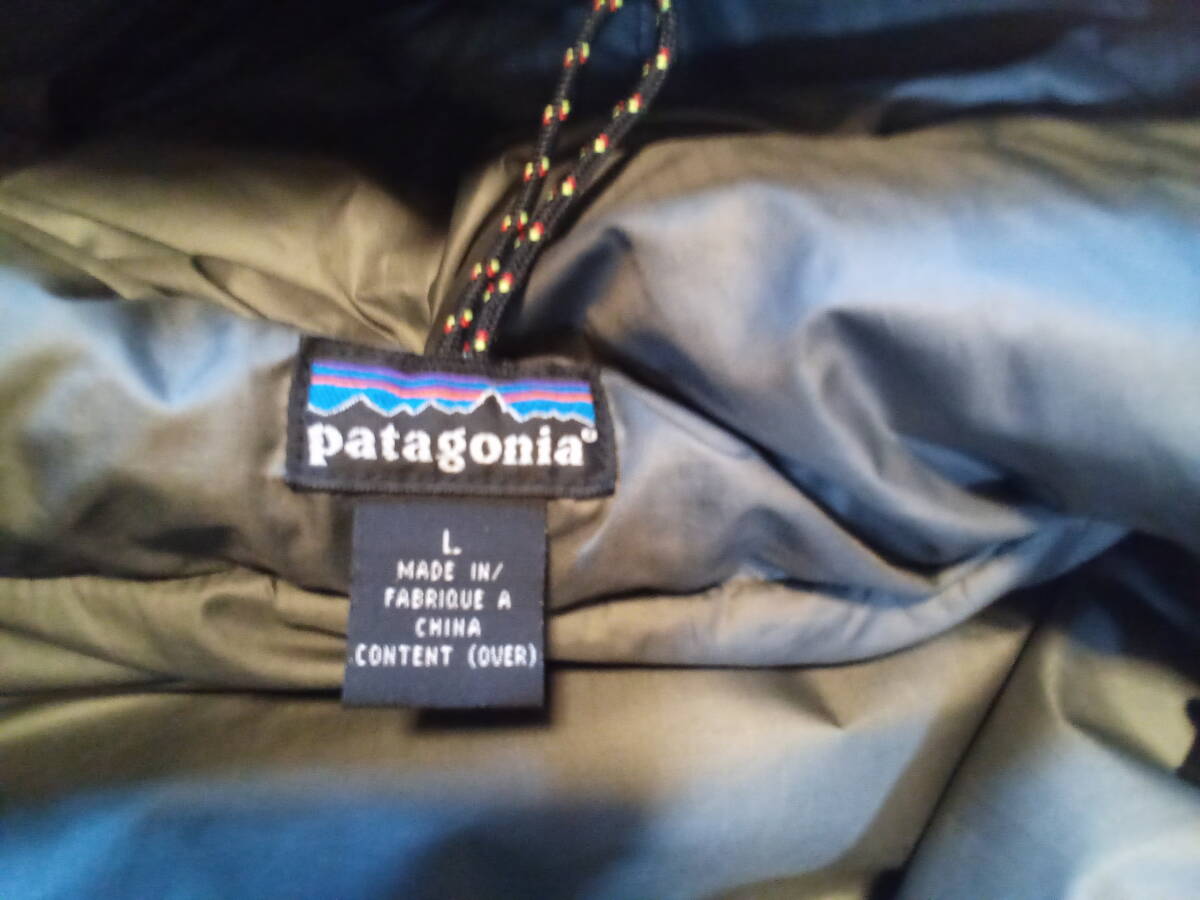 patagonia®
L
MADE IN/
FABRIQUE A
CHINA
CONTENT (OVER)